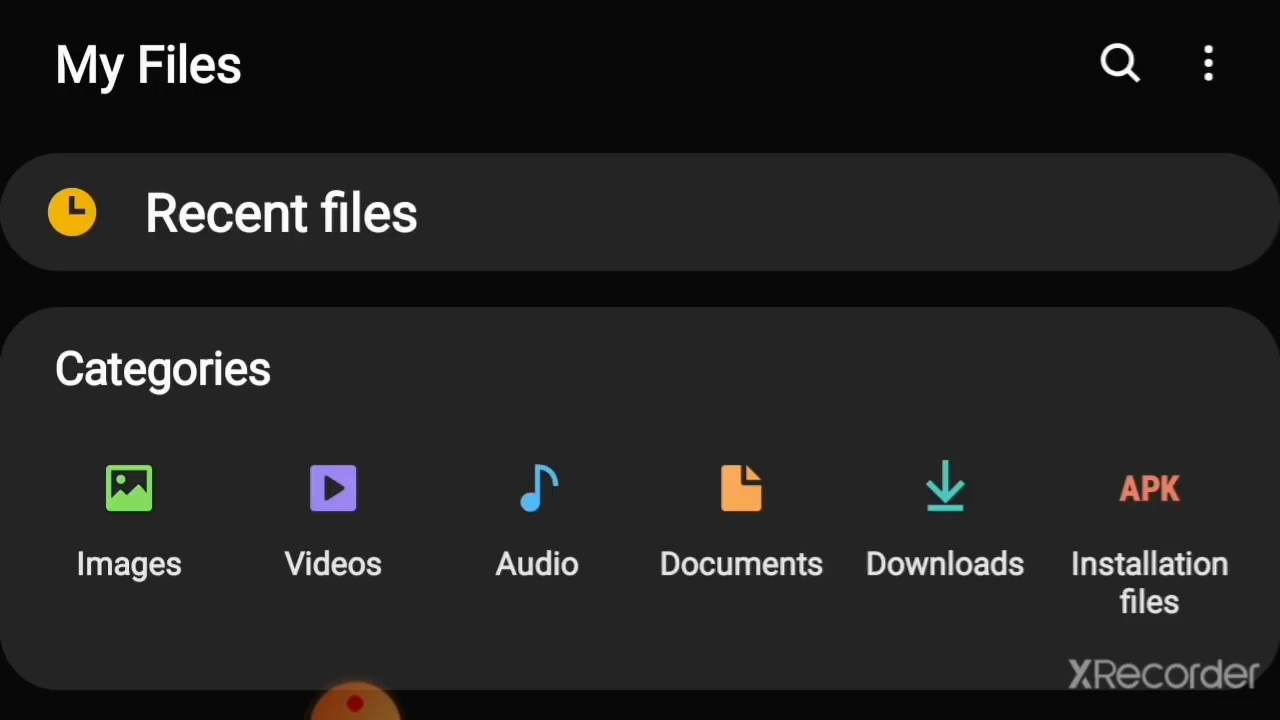 My Files
Recent files
Categories
Images
Videos
Audio
Documents
Downloads
APK
Installation
files
XRecorder